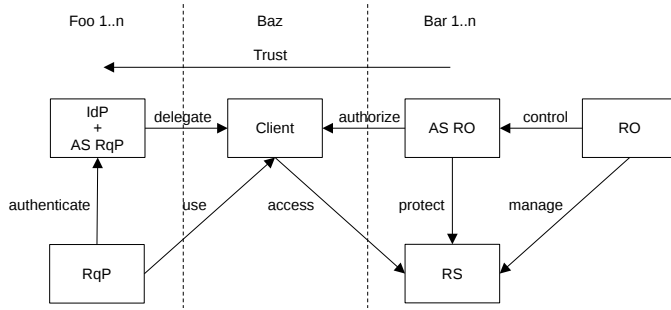 Foo 1..n
Baz
Bar 1..n
Trust
IdP
+
AS RqP
delegate
Client
authorize
AS RO
control
RO
authenticate
use
access
protect
manage
RqP
RS